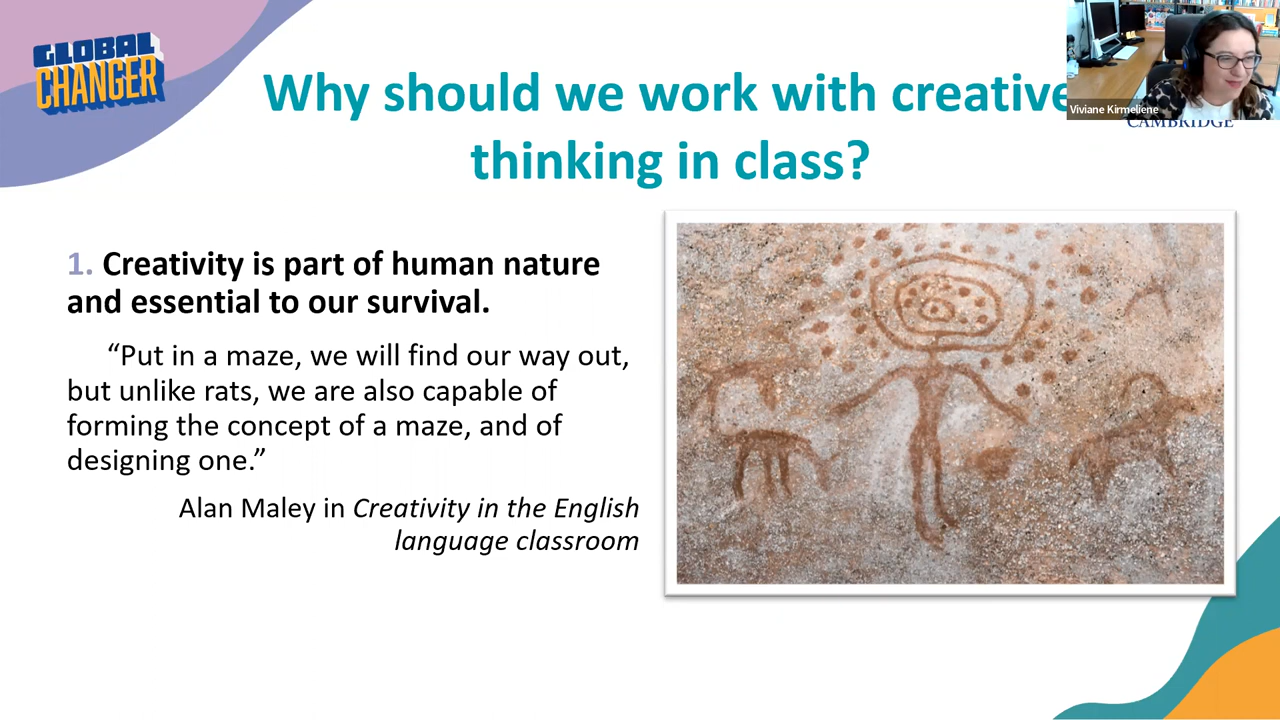 GLOBAL
CHANGER
Why should we work with creative
thinking in class?
Viviane Kirmeliene
CAMBRIDGE
1. Creativity is part of human nature
and essential to our survival.
“Put in a maze, we will find our way out,
but unlike rats, we are also capable of
forming the concept of a maze, and of
designing one.”
Alan Maley in Creativity in the English
language classroom